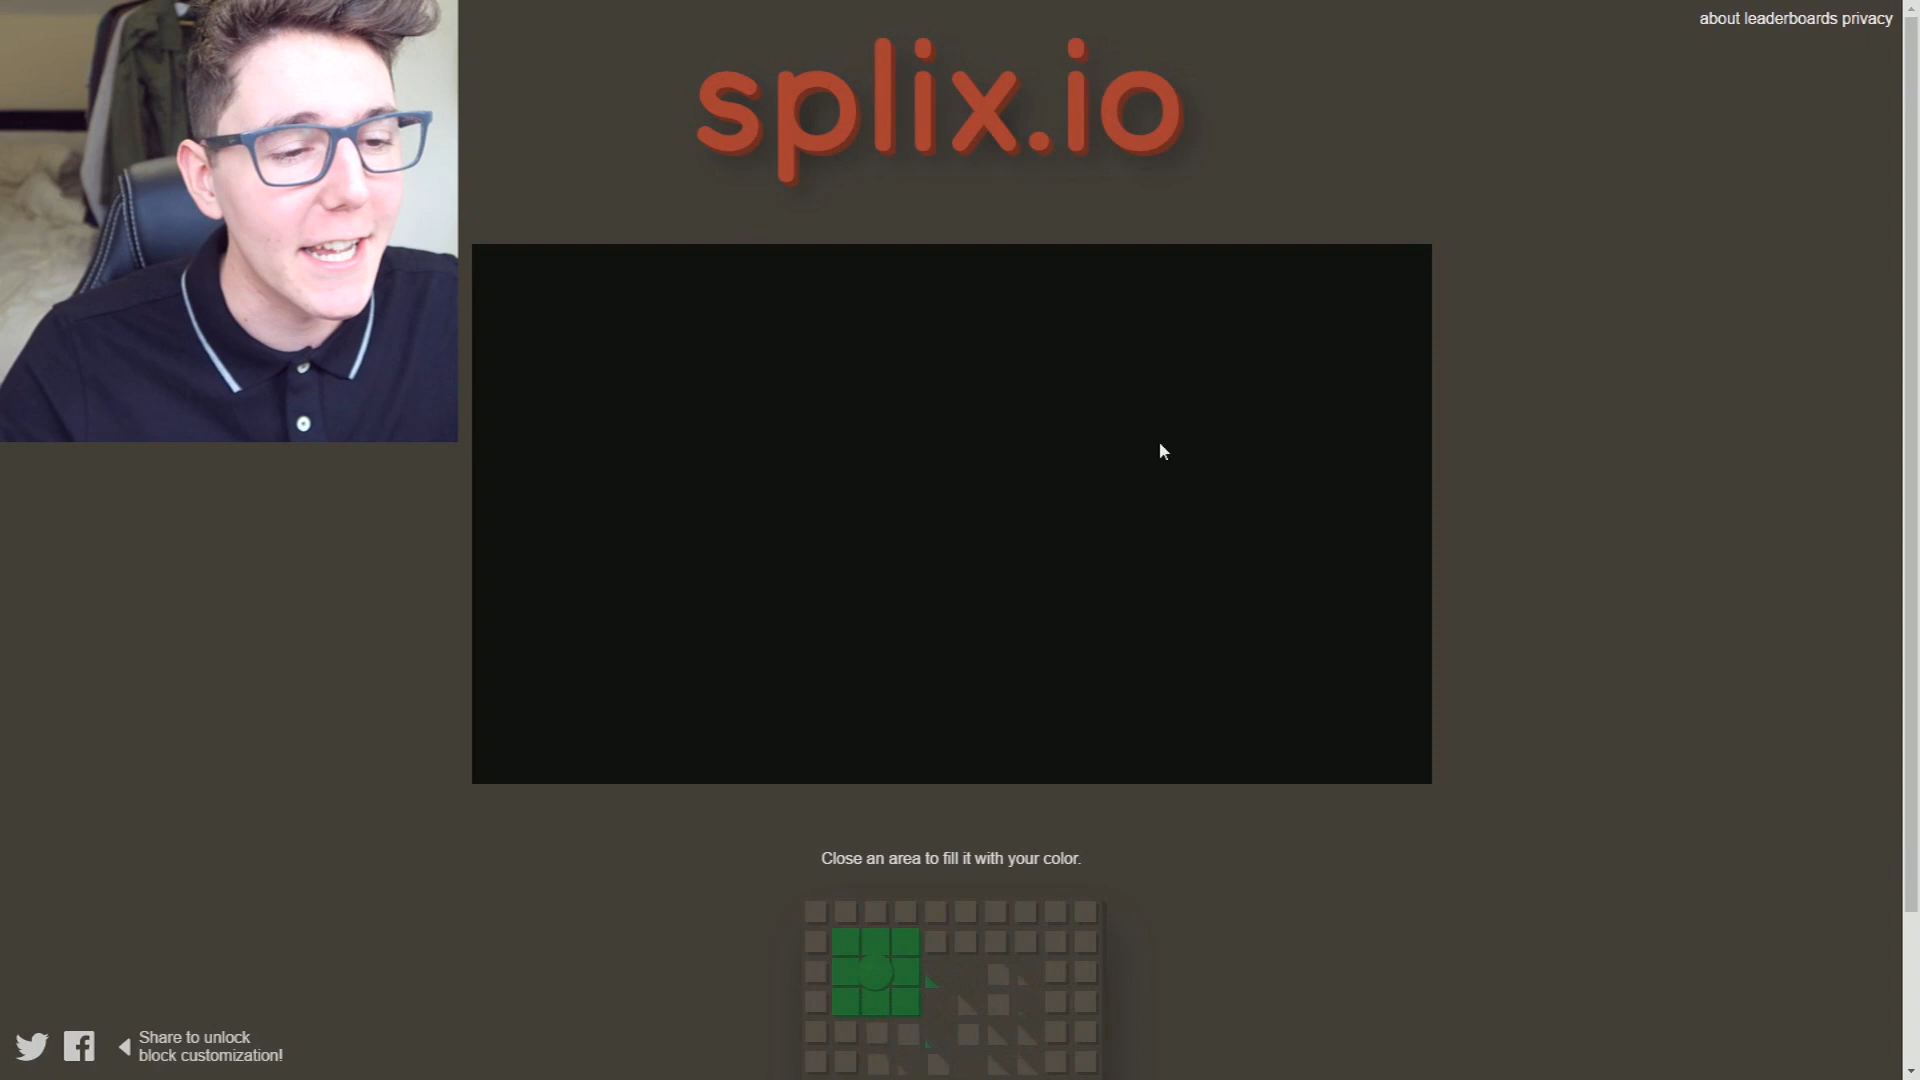 about leaderboards privacy
splix.io
Close an area to fill it with your color.
Share to unlock
block customization!